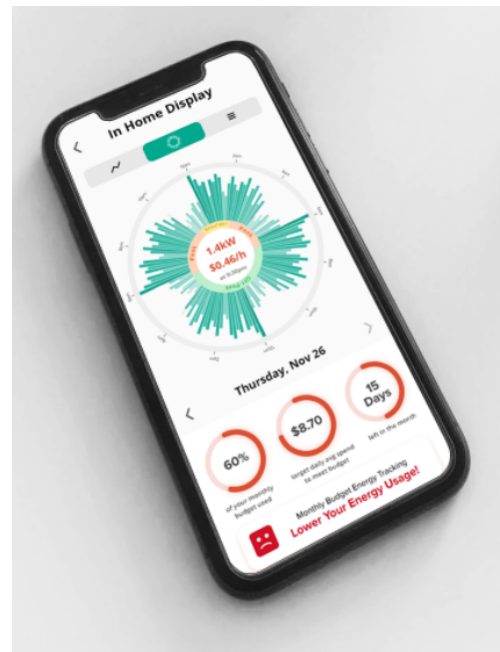 In Home Display
1.4kW
$0.46/h
Thursday, Nov 26
60%
of your monthly
budget used
$8.70
target daily avg spend
to meet budget
15
Days
left in the month
Monthly Budget Energy Tracking
Lower Your Energy Usage!